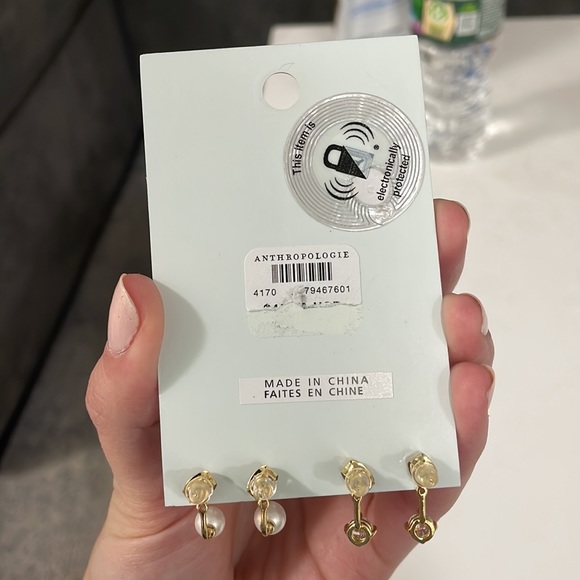 This item is
electronically
protected
ANTHROPOLOGIE
4170 79467601
MADE IN CHINA
FAITES EN CHINE